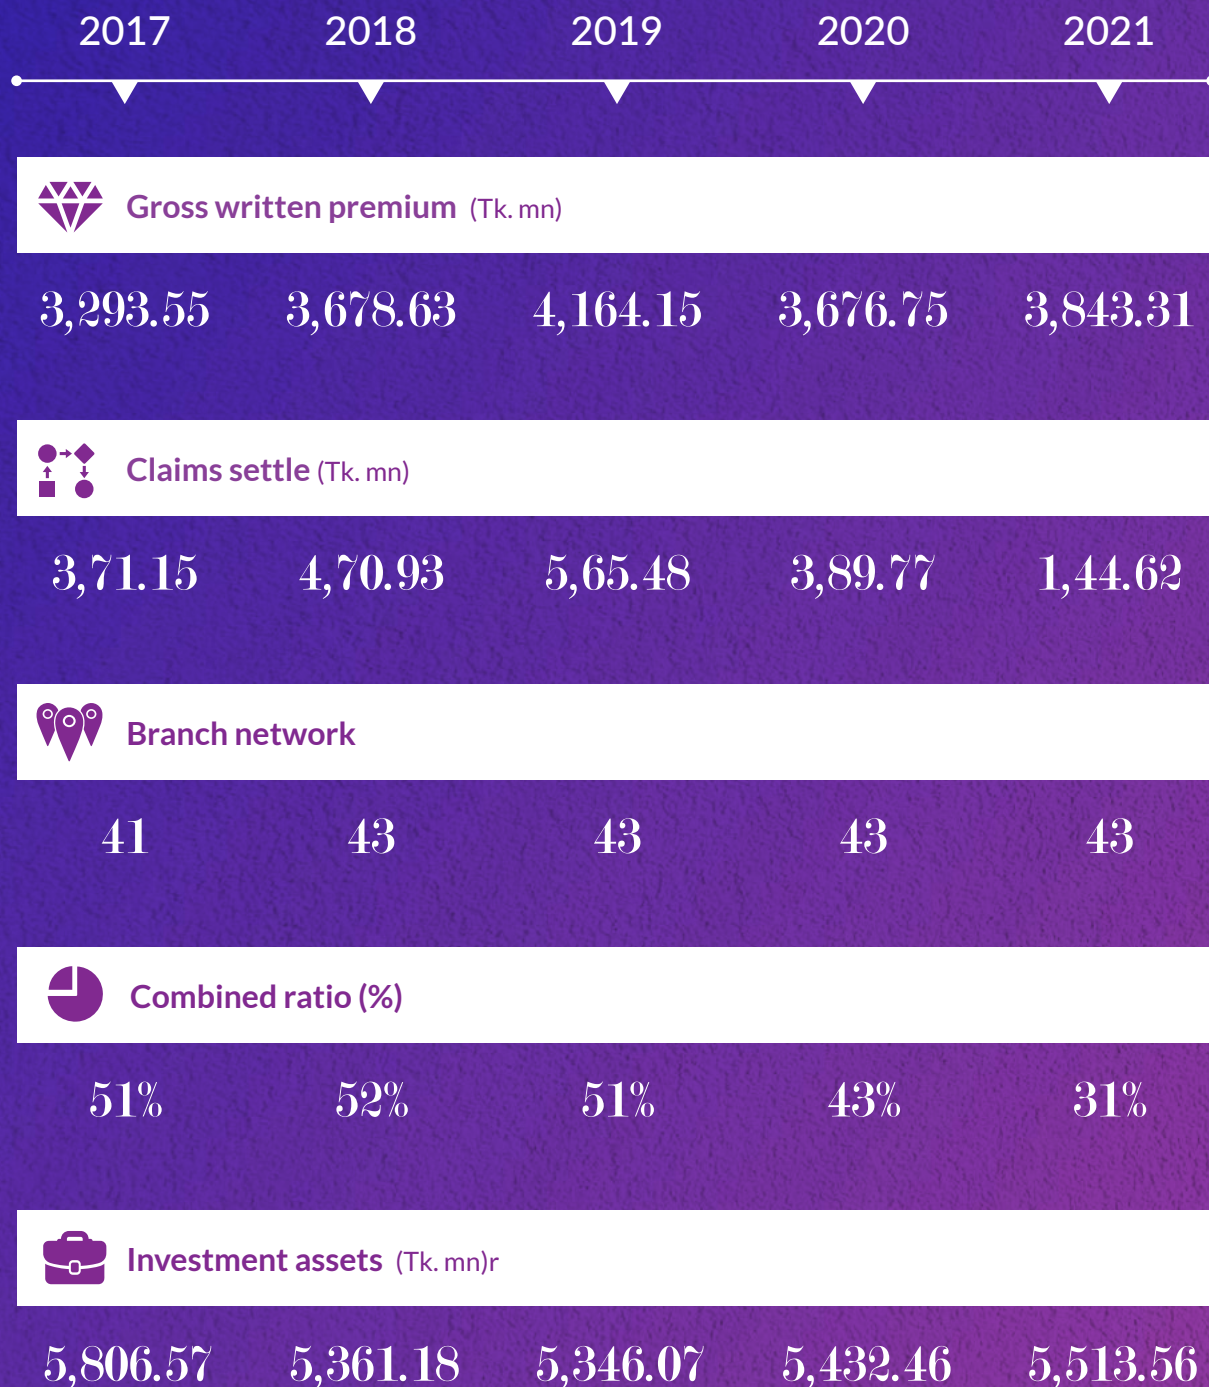 2017 2018 2019 2020 2021
Gross written premium (Tk. mn)
3,293.55 3,678.63 4,164.15 3,676.75 3,843.31
Claims settle (Tk. mn)
3,71.15 4,70.93 5,65.48 3,89.77 1,44.62
Branch network
41 43 43 43 43
Combined ratio (%)
51% 52% 51% 43% 31%
Investment assets (Tk. mn)r
5,806.57 5,361.18 5,346.07 5,432.46 5,513.56